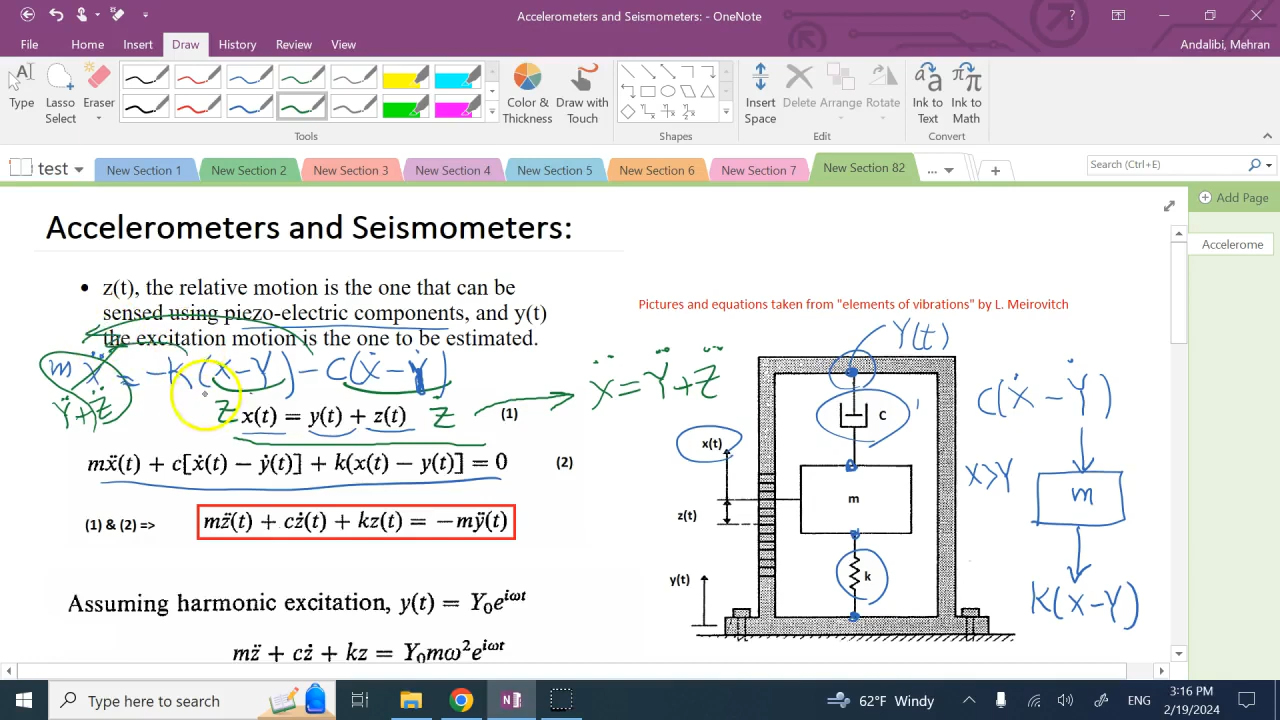 Accelerometers and Seismometers: - OneNote
?
File
Home
Insert
Draw
History
Review
View
Andalibi, Mehran
Type
Lasso Select
Eraser
Color & Thickness
Draw with Touch
Insert Space
Delete
Arrange
Rotate
Ink to Text
Ink to Math
Tools
Shapes
Edit
Convert
test
New Section 1
New Section 2
New Section 3
New Section 4
New Section 5
New Section 6
New Section 7
New Section 82
...
Search (Ctrl+E)
Add Page
Accelerome
Accelerometers and Seismometers:
• z(t), the relative motion is the one that can be
sensed using piezo-electric components, and y(t)
the excitation motion is the one to be estimated.
Pictures and equations taken from "elements of vibrations" by L. Meirovitch
m Ẍ = -K(X-Y) - C(Ẋ-Ẏ)
Ÿ+Z̈
Z
Ż
x(t) = y(t) + z(t) (1)
Ẍ = Ÿ+Z̈
mẍ(t) + c[ẋ(t) − ẏ(t)] + k(x(t) − y(t)] = 0 (2)
(1) & (2) => mz̈(t) + cż(t) + kz(t) = −mÿ(t)
Assuming harmonic excitation, y(t) = Y₀e^{iωt}
mz̈ + cż + kz = Y₀mω²e^{iωt}
Y(t)
c
x(t)
m
z(t)
k
y(t)
C(Ẋ - Ẏ)
X>Y
m
K(X-Y)
Type here to search
62°F Windy
ENG
3:16 PM
2/19/2024